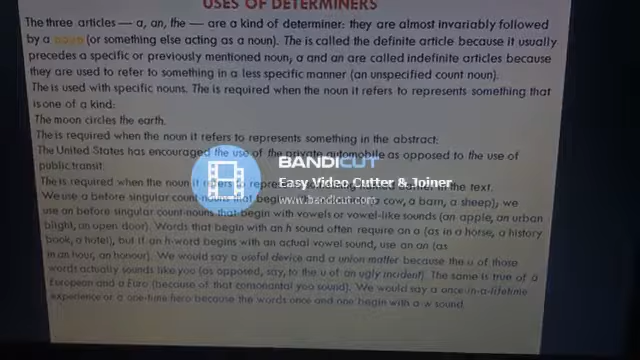 USES OF DETERMINERS
The three articles — a, an, the — are a kind of determiner: they are almost invariably followed
by a noun (or something else acting as a noun). The is called the definite article because it usually
precedes a specific or previously mentioned noun; a and an are called indefinite articles because
they are used to refer to something in a less specific manner (an unspecified count noun).
The is used with specific nouns. The is required when the noun it refers to represents something that
is one of a kind:
The moon circles the earth.
The is required when the noun it refers to represents something in the abstract:
The United States has encouraged the use of the private automobile as opposed to the use of
public transit.
The is required when the noun it refers to in the text.
We use a before singular count-nouns that begin cow, a barn, a sheep); we
use an before singular count-nouns that begin with vowels or vowel-like sounds (an apple, an urban
blight, an open door). Words that begin with an h sound often require an a (as in a horse, a history
book, a hotel), but if an h-word begins with an actual vowel sound, use an an (as
in an hour, an honour). We would say a useful device and a union matter because the u of those
words actually sounds like you (as opposed, say, to the u of an ugly incident). The same is true of a
European and a Euro (because of that consonantal yoo sound). We would say a once-in-a-lifetime
experience or a one-time hero because the words once and one begin with a w sound
BANDICUT
Easy Video Cutter & Joiner
www.bandicut.com